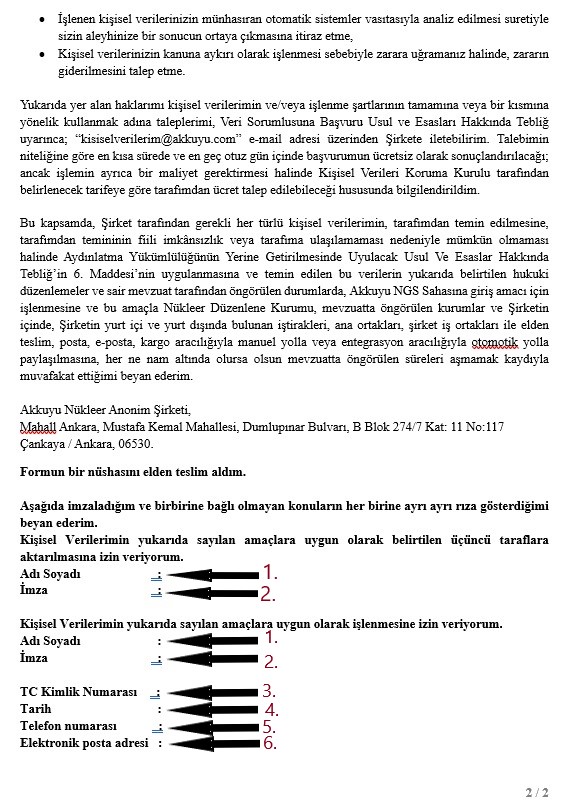 • İşlenen kişisel verilerinizin münhasıran otomatik sistemler vasıtasıyla analiz edilmesi suretiyle
sizin aleyhinize bir sonucun ortaya çıkmasına itiraz etme,
• Kişisel verilerinizin kanuna aykırı olarak işlenmesi sebebiyle zarara uğramanız halinde, zararın
giderilmesini talep etme.
Yukarıda yer alan haklarımı kişisel verilerimin ve/veya işlenme şartlarının tamamına veya bir kısmına
yönelik kullanmak adına taleplerimi, Veri Sorumlusuna Başvuru Usul ve Esasları Hakkında Tebliğ
uyarınca; “kisiselverilerim@akkuyu.com” e-mail adresi üzerinden Şirkete iletebilirim. Talebimin
niteliğine göre en kısa sürede ve en geç otuz gün içinde başvurumun ücretsiz olarak sonuçlandırılacağı;
ancak işlemin ayrıca bir maliyet gerektirmesi halinde Kişisel Verileri Koruma Kurulu tarafından
belirlenecek tarifeye göre tarafımdan ücret talep edilebileceği hususunda bilgilendirildim.
Bu kapsamda, Şirket tarafından gerekli her türlü kişisel verilerimin, tarafımdan temin edilmesine,
tarafımdan temininin fiili imkânsızlık veya tarafıma ulaşılamaması nedeniyle mümkün olmaması
halinde Aydınlatma Yükümlülüğünün Yerine Getirilmesinde Uyulacak Usul Ve Esaslar Hakkında
Tebliğ’in 6. Maddesi’nin uygulanmasına ve temin edilen bu verilerin yukarıda belirtilen hukuki
düzenlemeler ve sair mevzuat tarafından öngörülen durumlarda, Akkuyu NGS Sahasına giriş amacı için
işlenmesine ve bu amaçla Nükleer Düzenlene Kurumu, mevzuatta öngörülen kurumlar ve Şirketin
içinde, Şirketin yurt içi ve yurt dışında bulunan iştirakleri, ana ortakları, şirket iş ortakları ile elden
teslim, posta, e-posta, kargo aracılığıyla manuel yolla veya entegrasyon aracılığıyla otomotik yolla
paylaşılmasına, her ne nam altında olursa olsun mevzuatta öngörülen süreleri aşmamak kaydıyla
muvafakat ettiğimi beyan ederim.
Akkuyu Nükleer Anonim Şirketi,
Mahall Ankara, Mustafa Kemal Mahallesi, Dumlupınar Bulvarı, B Blok 274/7 Kat: 11 No:117
Çankaya / Ankara, 06530.
Formun bir nüshasını elden teslim aldım.
Aşağıda imzaladığım ve birbirine bağlı olmayan konuların her birine ayrı ayrı rıza gösterdiğimi
beyan ederim.
Kişisel Verilerimin yukarıda sayılan amaçlara uygun olarak belirtilen üçüncü taraflara
aktarılmasına izin veriyorum.
Adı Soyadı : 1.
İmza : 2.
Kişisel Verilerimin yukarıda sayılan amaçlara uygun olarak işlenmesine izin veriyorum.
Adı Soyadı : 1.
İmza : 2.
TC Kimlik Numarası : 3.
Tarih : 4.
Telefon numarası : 5.
Elektronik posta adresi : 6.
2 / 2